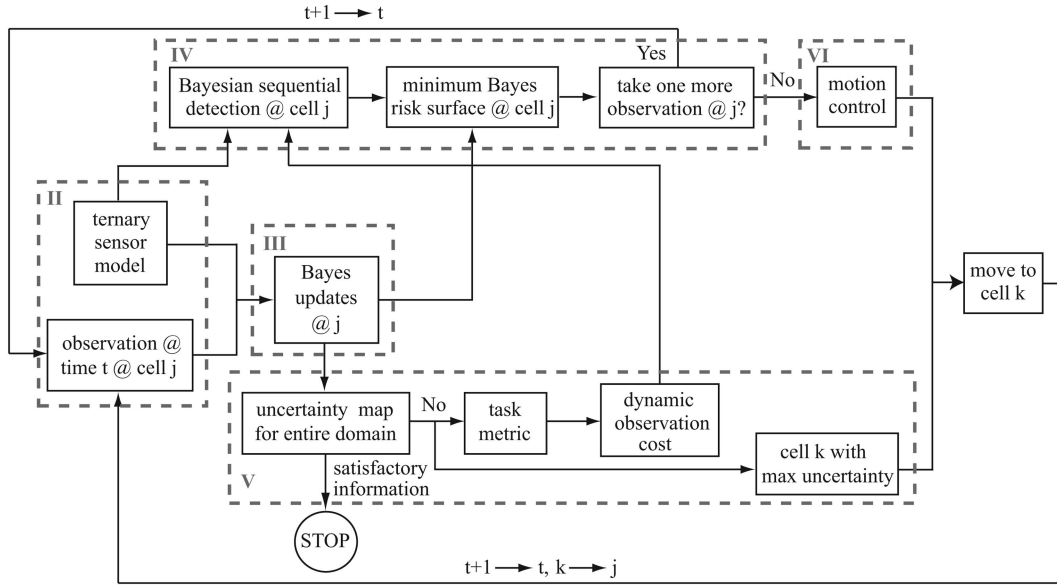 t+1 → t
IV
Yes
VI
Bayesian sequential
detection @ cell j
minimum Bayes
risk surface @ cell j
take one more
observation @ j?
No
motion
control
II
ternary
sensor
model
III
Bayes
updates
@ j
move to
cell k
observation @
time t @ cell j
uncertainty map
for entire domain
No
task
metric
dynamic
observation
cost
cell k with
max uncertainty
V
satisfactory
information
STOP
t+1 → t, k → j